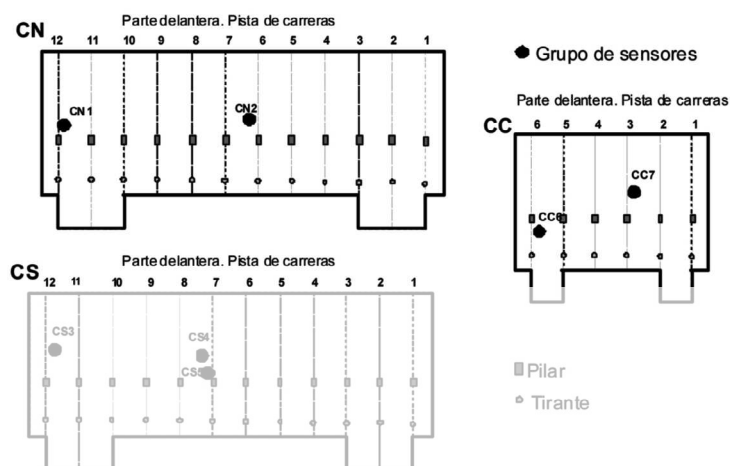 CN
Parte delantera. Pista de carreras
12 11 10 9 8 7 6 5 4 3 2 1
CN1
CN2
Grupo de sensores
Parte delantera. Pista de carreras
CC
6 5 4 3 2 1
CC7
CC6
Parte delantera. Pista de carreras
CS
12 11 10 9 8 7 6 5 4 3 2 1
CS3
CS4
CS5
Pilar
Tirante